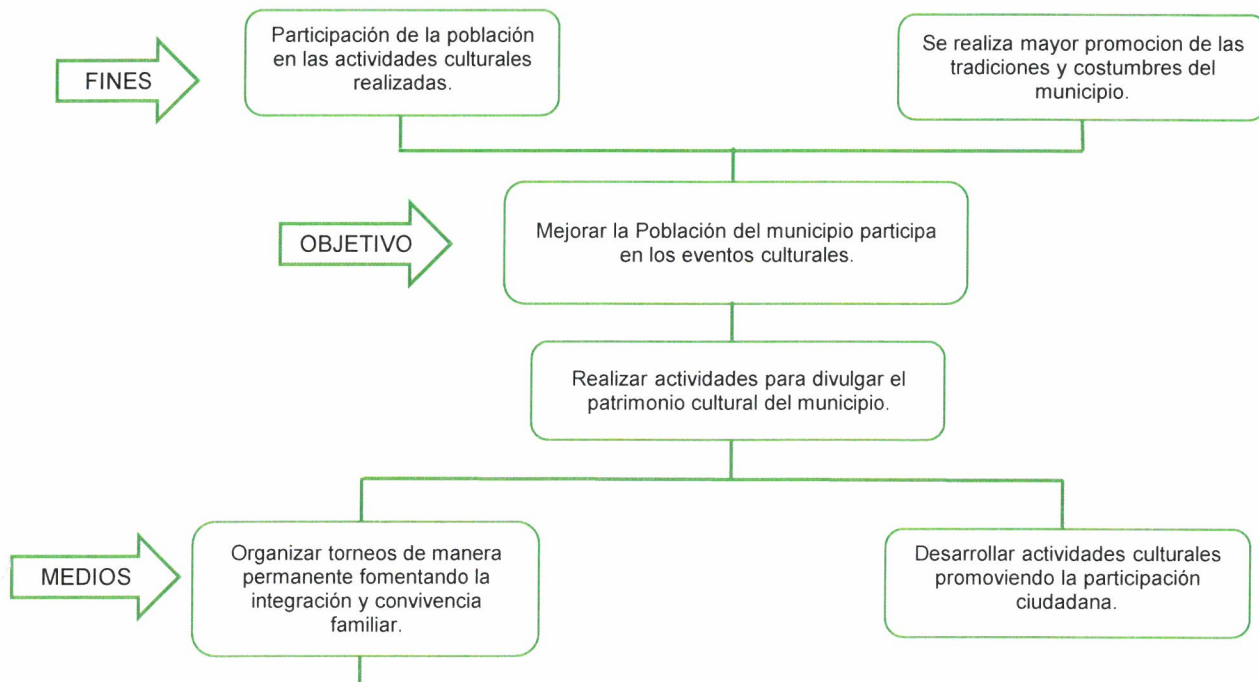 FINES
Participación de la población
en las actividades culturales
realizadas.
Se realiza mayor promocion de las
tradiciones y costumbres del
municipio.
OBJETIVO
Mejorar la Población del municipio participa
en los eventos culturales.
Realizar actividades para divulgar el
patrimonio cultural del municipio.
MEDIOS
Organizar torneos de manera
permanente fomentando la
integración y convivencia
familiar.
Desarrollar actividades culturales
promoviendo la participación
ciudadana.